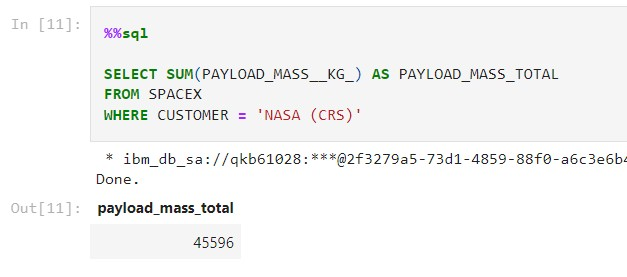 In [11]:
%%sql
SELECT SUM(PAYLOAD_MASS__KG_) AS PAYLOAD_MASS_TOTAL
FROM SPACEX
WHERE CUSTOMER = 'NASA (CRS)'
* ibm_db_sa://qkb61028:***@2f3279a5-73d1-4859-88f0-a6c3e6b4
Done.
Out[11]:
payload_mass_total
45596